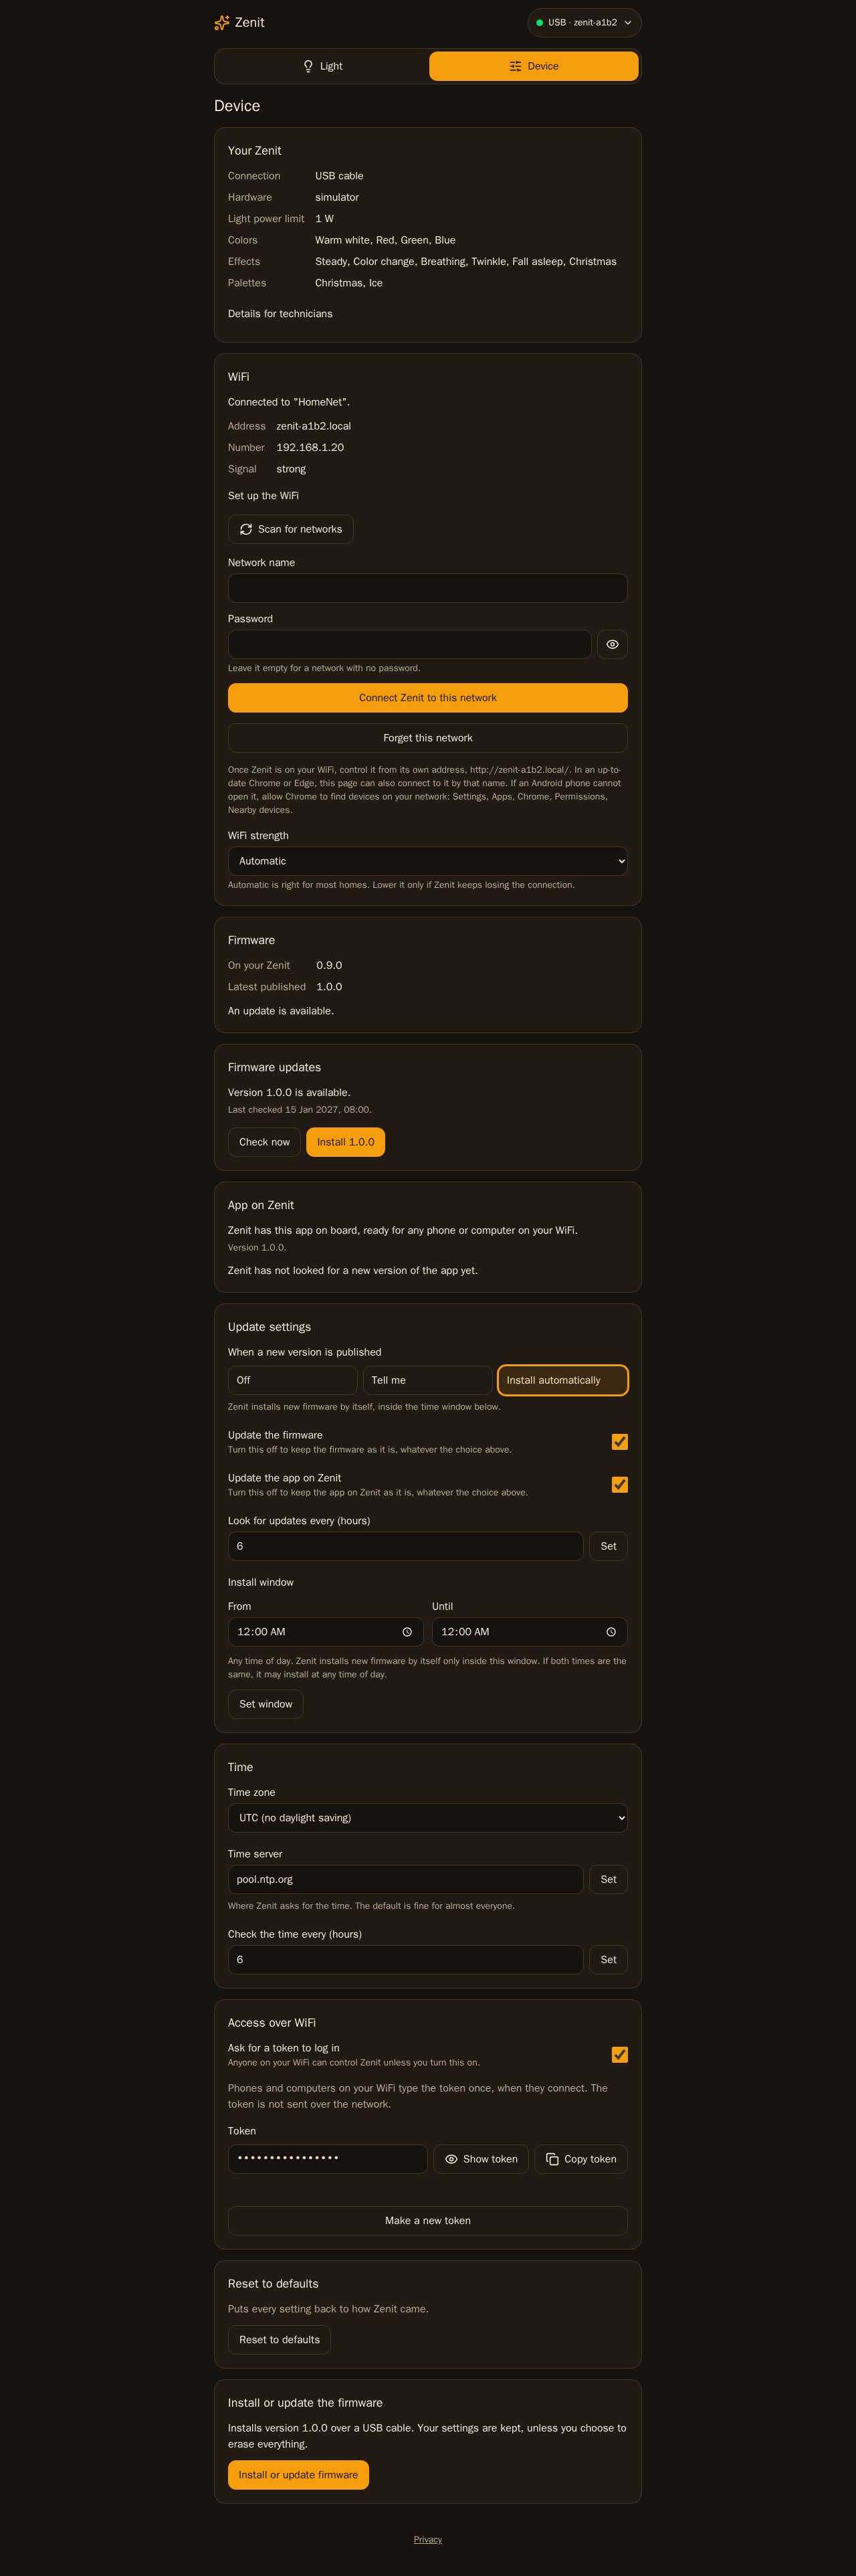 Zenit
USB · zenit-a1b2
Light
Device
Device
Your Zenit
Connection USB cable
Hardware simulator
Light power limit 1 W
Colors Warm white, Red, Green, Blue
Effects Steady, Color change, Breathing, Twinkle, Fall asleep, Christmas
Palettes Christmas, Ice
Details for technicians
WiFi
Connected to "HomeNet".
Address zenit-a1b2.local
Number 192.168.1.20
Signal strong
Set up the WiFi
Scan for networks
Network name
Password
Leave it empty for a network with no password.
Connect Zenit to this network
Forget this network
Once Zenit is on your WiFi, control it from its own address, http://zenit-a1b2.local/. In an up-to-
date Chrome or Edge, this page can also connect to it by that name. If an Android phone cannot
open it, allow Chrome to find devices on your network: Settings, Apps, Chrome, Permissions,
Nearby devices.
WiFi strength
Automatic
Automatic is right for most homes. Lower it only if Zenit keeps losing the connection.
Firmware
On your Zenit 0.9.0
Latest published 1.0.0
An update is available.
Firmware updates
Version 1.0.0 is available.
Last checked 15 Jan 2027, 08:00.
Check now
Install 1.0.0
App on Zenit
Zenit has this app on board, ready for any phone or computer on your WiFi.
Version 1.0.0.
Zenit has not looked for a new version of the app yet.
Update settings
When a new version is published
Off
Tell me
Install automatically
Zenit installs new firmware by itself, inside the time window below.
Update the firmware
Turn this off to keep the firmware as it is, whatever the choice above.
Update the app on Zenit
Turn this off to keep the app on Zenit as it is, whatever the choice above.
Look for updates every (hours)
6
Set
Install window
From
Until
12:00 AM
12:00 AM
Any time of day. Zenit installs new firmware by itself only inside this window. If both times are the
same, it may install at any time of day.
Set window
Time
Time zone
UTC (no daylight saving)
Time server
pool.ntp.org
Set
Where Zenit asks for the time. The default is fine for almost everyone.
Check the time every (hours)
6
Set
Access over WiFi
Ask for a token to log in
Anyone on your WiFi can control Zenit unless you turn this on.
Phones and computers on your WiFi type the token once, when they connect. The
token is not sent over the network.
Token
••••••••••••••••
Show token
Copy token
Make a new token
Reset to defaults
Puts every setting back to how Zenit came.
Reset to defaults
Install or update the firmware
Installs version 1.0.0 over a USB cable. Your settings are kept, unless you choose to
erase everything.
Install or update firmware
Privacy